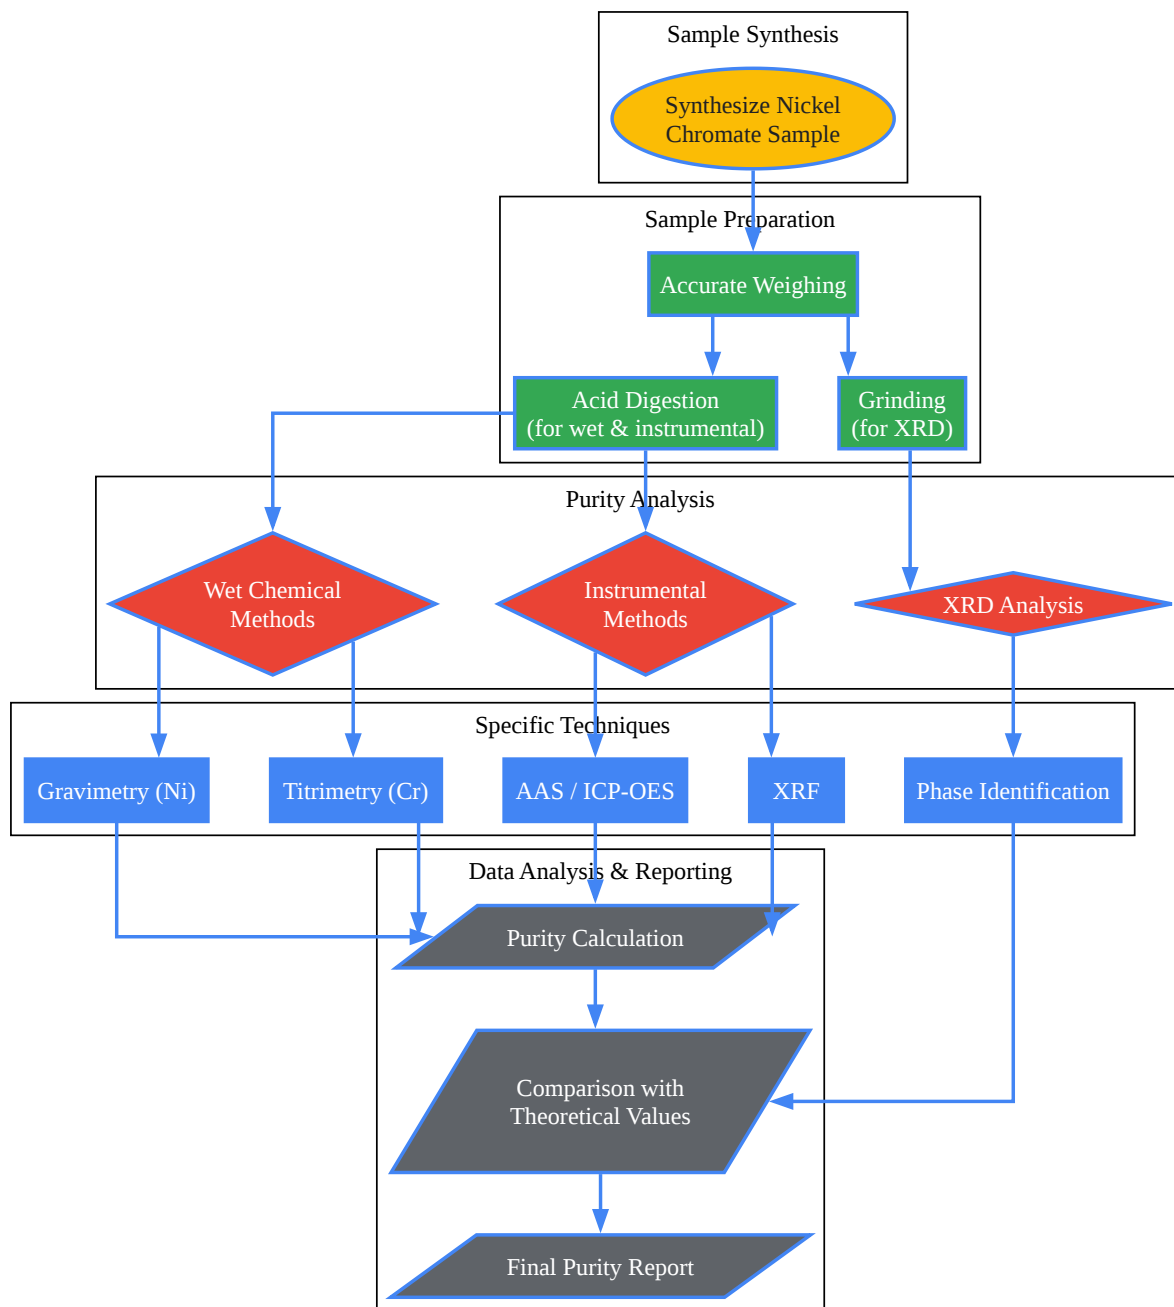 Sample Synthesis
Synthesize Nickel
Chromate Sample
Sample Preparation
Accurate Weighing
Acid Digestion
(for wet & instrumental)
Grinding
(for XRD)
Purity Analysis
Wet Chemical
Methods
Instrumental
Methods
XRD Analysis
Specific Techniques
Gravimetry (Ni)
Titrimetry (Cr)
AAS / ICP-OES
XRF
Phase Identification
Data Analysis & Reporting
Purity Calculation
Comparison with
Theoretical Values
Final Purity Report